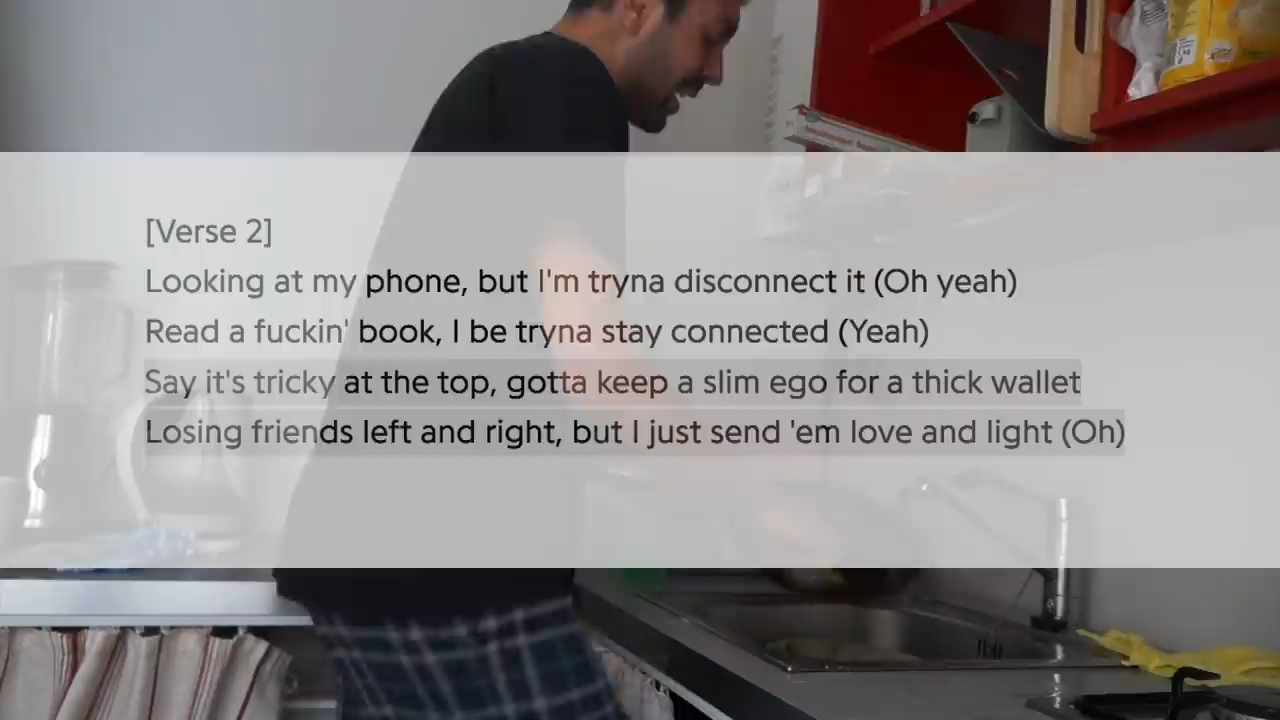 [Verse 2]
Looking at my phone, but I'm tryna disconnect it (Oh yeah)
Read a fuckin' book, I be tryna stay connected (Yeah)
Say it's tricky at the top, gotta keep a slim ego for a thick wallet
Losing friends left and right, but I just send 'em love and light (Oh)